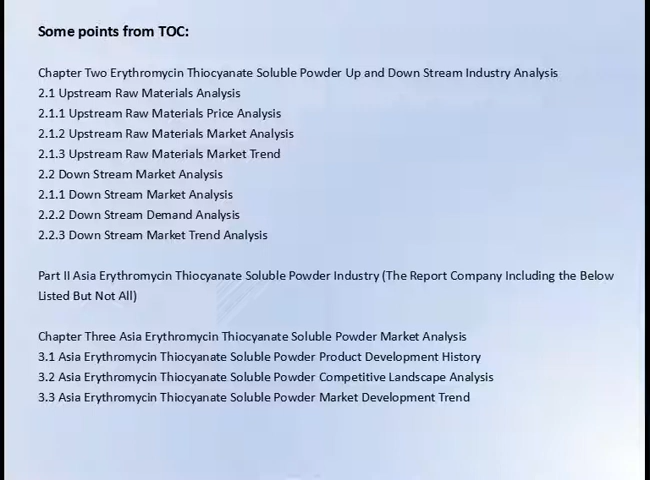 Some points from TOC:
Chapter Two Erythromycin Thiocyanate Soluble Powder Up and Down Stream Industry Analysis
2.1 Upstream Raw Materials Analysis
2.1.1 Upstream Raw Materials Price Analysis
2.1.2 Upstream Raw Materials Market Analysis
2.1.3 Upstream Raw Materials Market Trend
2.2 Down Stream Market Analysis
2.1.1 Down Stream Market Analysis
2.2.2 Down Stream Demand Analysis
2.2.3 Down Stream Market Trend Analysis
Part II Asia Erythromycin Thiocyanate Soluble Powder Industry (The Report Company Including the Below
Listed But Not All)
Chapter Three Asia Erythromycin Thiocyanate Soluble Powder Market Analysis
3.1 Asia Erythromycin Thiocyanate Soluble Powder Product Development History
3.2 Asia Erythromycin Thiocyanate Soluble Powder Competitive Landscape Analysis
3.3 Asia Erythromycin Thiocyanate Soluble Powder Market Development Trend